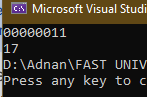 Microsoft Visual Studi
00000011
17
D:\Adnan\FAST UNIV
Press any key to c